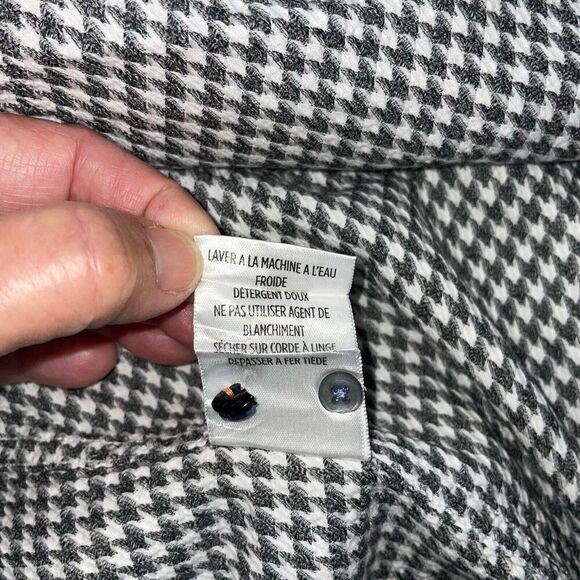 LAVER A LA MACHINE A L'EAU
FROIDE
DÉTERGENT DOUX
NE PAS UTILISER AGENT DE
BLANCHIMENT
SÉCHER SUR CORDE À LINGE
REPASSER A FER TIÈDE